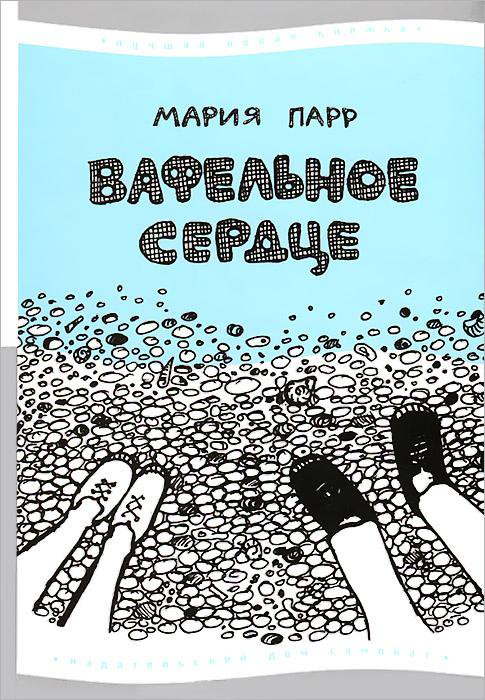 лучшая новая книжка
МАРИЯ ПАРР
ВАФЕЛЬНОЕ
СЕРДЦЕ
издательский дом самокат